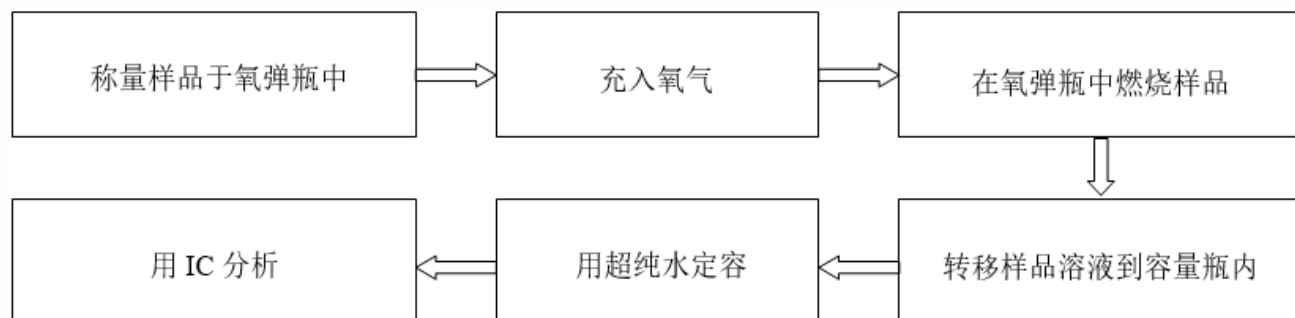 称量样品于氧弹瓶中
充入氧气
在氧弹瓶中燃烧样品
转移样品溶液到容量瓶内
用超纯水定容
用 IC 分析